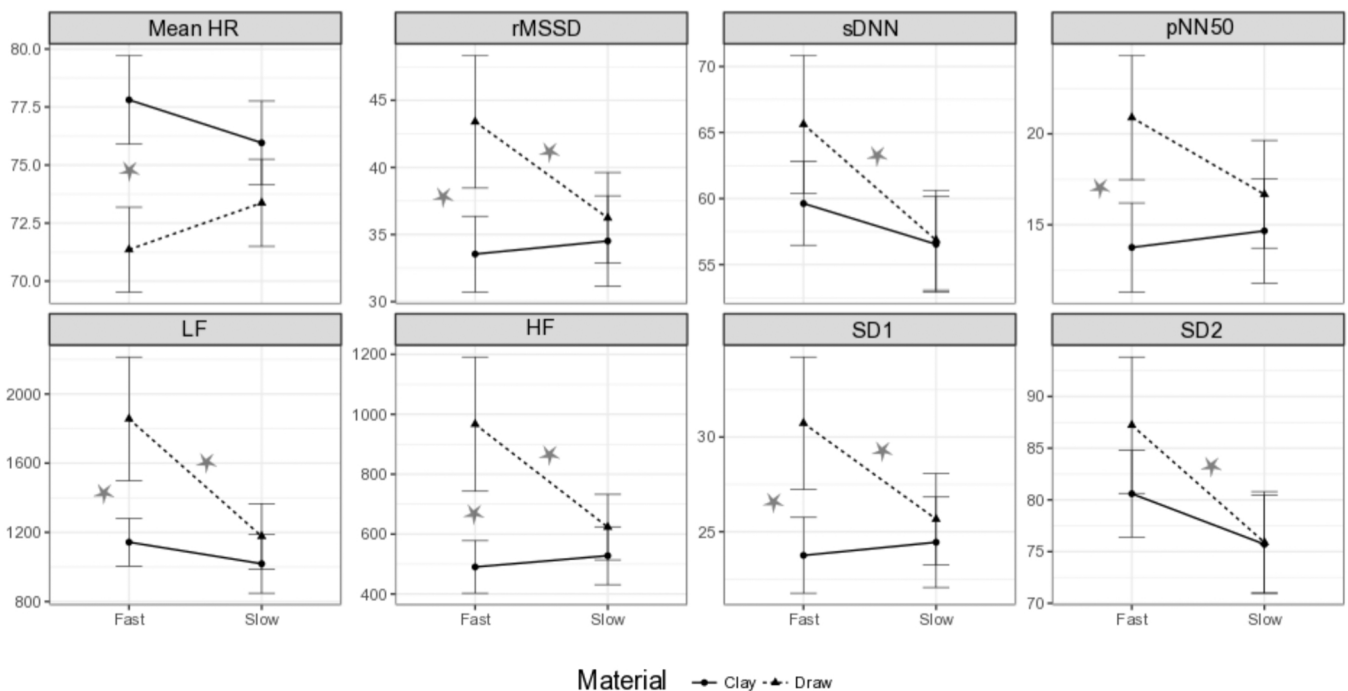 Mean HR
80.0
77.5
75.0
72.5
70.0
rMSSD
45
40
35
30
sDNN
70
65
60
55
pNN50
20
15
LF
2000
1600
1200
800
Fast Slow
HF
1200
1000
800
600
400
Fast Slow
SD1
30
25
Fast Slow
SD2
90
85
80
75
70
Fast Slow
Material Clay Draw